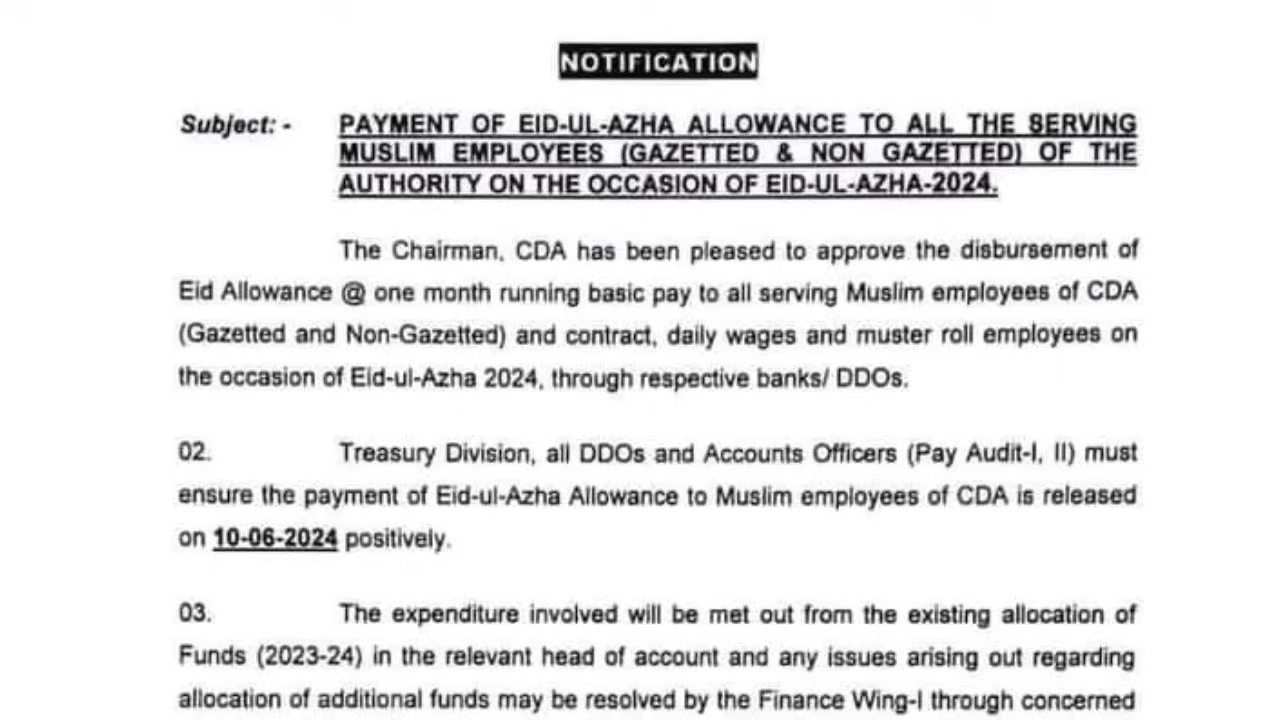 NOTIFICATION
Subject: - PAYMENT OF EID-UL-AZHA ALLOWANCE TO ALL THE SERVING
MUSLIM EMPLOYEES (GAZETTED & NON GAZETTED) OF THE
AUTHORITY ON THE OCCASION OF EID-UL-AZHA-2024.
The Chairman, CDA has been pleased to approve the disbursement of
Eid Allowance @ one month running basic pay to all serving Muslim employees of CDA
(Gazetted and Non-Gazetted) and contract, daily wages and muster roll employees on
the occasion of Eid-ul-Azha 2024, through respective banks/ DDOs.
02. Treasury Division, all DDOs and Accounts Officers (Pay Audit-I, II) must
ensure the payment of Eid-ul-Azha Allowance to Muslim employees of CDA is released
on 10-06-2024 positively.
03. The expenditure involved will be met out from the existing allocation of
Funds (2023-24) in the relevant head of account and any issues arising out regarding
allocation of additional funds may be resolved by the Finance Wing-I through concerned